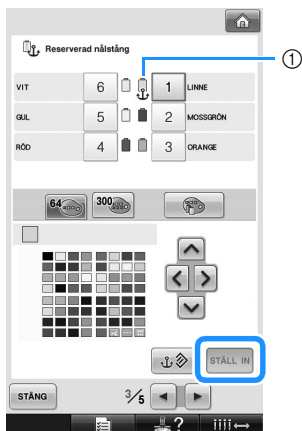 Reserverad nålstång
①
VIT 6 1 LINNE
GUL 5 2 MOSSGRÖN
RÖD 4 3 ORANGE
64 300
STÄLL IN
STÄNG 3/5
?